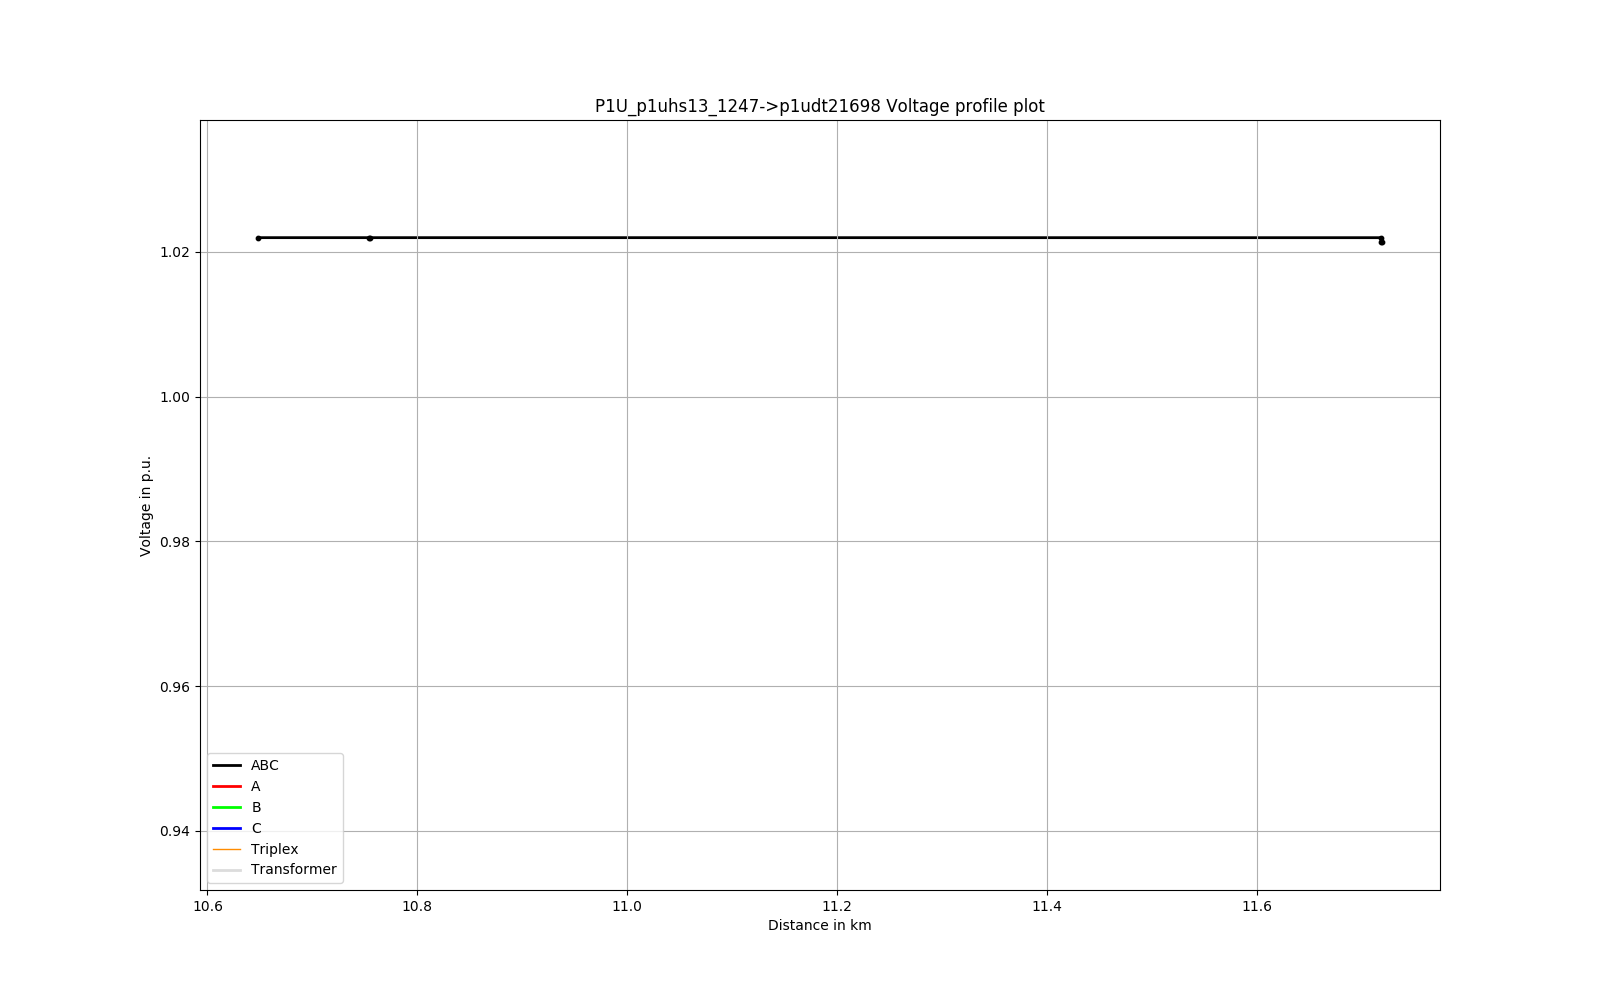 P1U_p1uhs13_1247->p1udt21698 Voltage profile plot
1.02
1.00
0.98
0.96
0.94
Voltage in p.u.
ABC
A
B
C
Triplex
Transformer
10.6 10.8 11.0 11.2 11.4 11.6
Distance in km